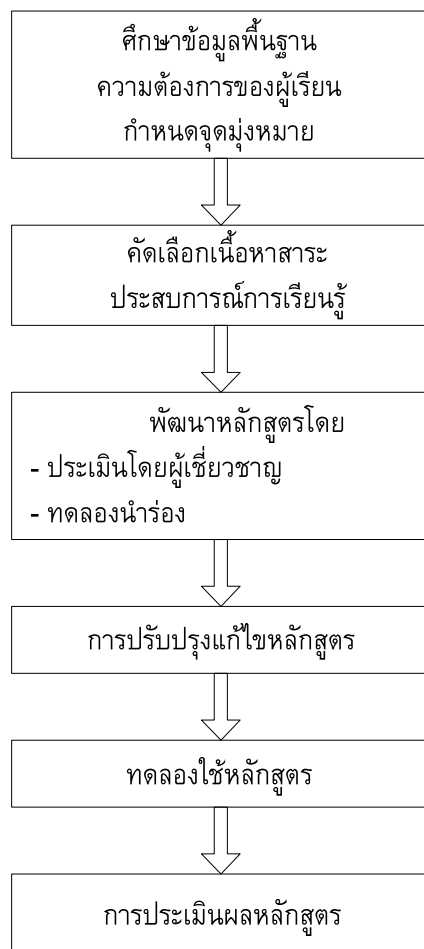 ศึกษาข้อมูลพื้นฐาน
ความต้องการของผู้เรียน
กำหนดจุดมุ่งหมาย
คัดเลือกเนื้อหาสาระ
ประสบการณ์การเรียนรู้
พัฒนาหลักสูตรโดย
- ประเมินโดยผู้เชี่ยวชาญ
- ทดลองนำร่อง
การปรับปรุงแก้ไขหลักสูตร
ทดลองใช้หลักสูตร
การประเมินผลหลักสูตร